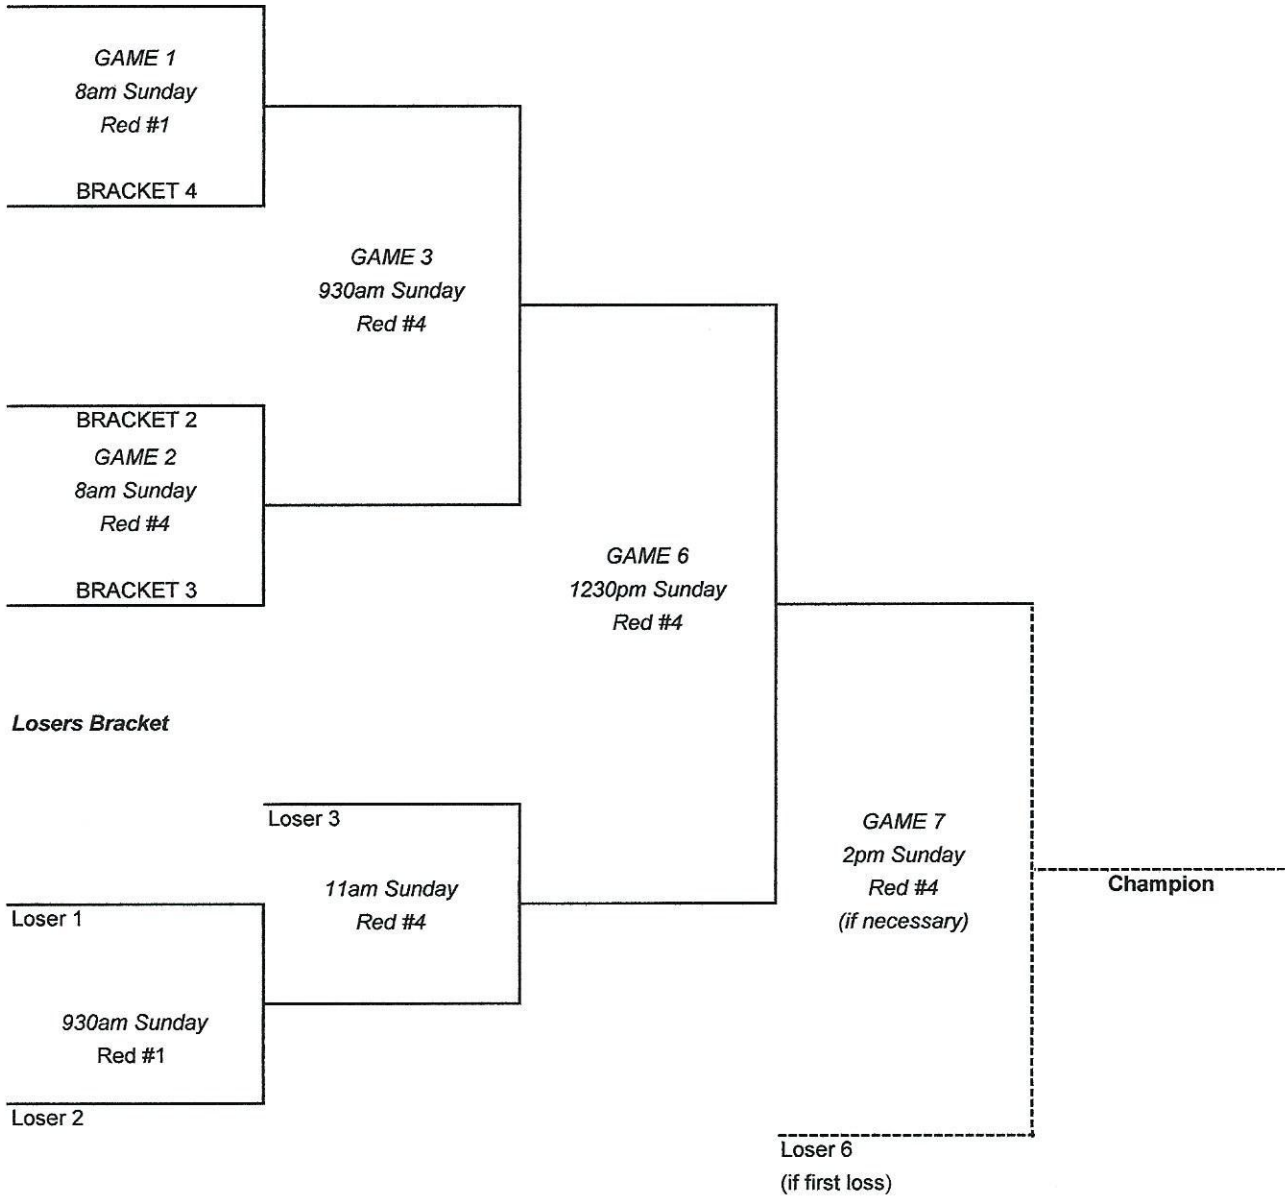 GAME 1
8am Sunday
Red #1
BRACKET 4
GAME 3
930am Sunday
Red #4
BRACKET 2
GAME 2
8am Sunday
Red #4
BRACKET 3
GAME 6
1230pm Sunday
Red #4
Losers Bracket
Loser 3
11am Sunday
Red #4
Loser 1
930am Sunday
Red #1
Loser 2
GAME 7
2pm Sunday
Red #4
(if necessary)
Champion
Loser 6
(if first loss)